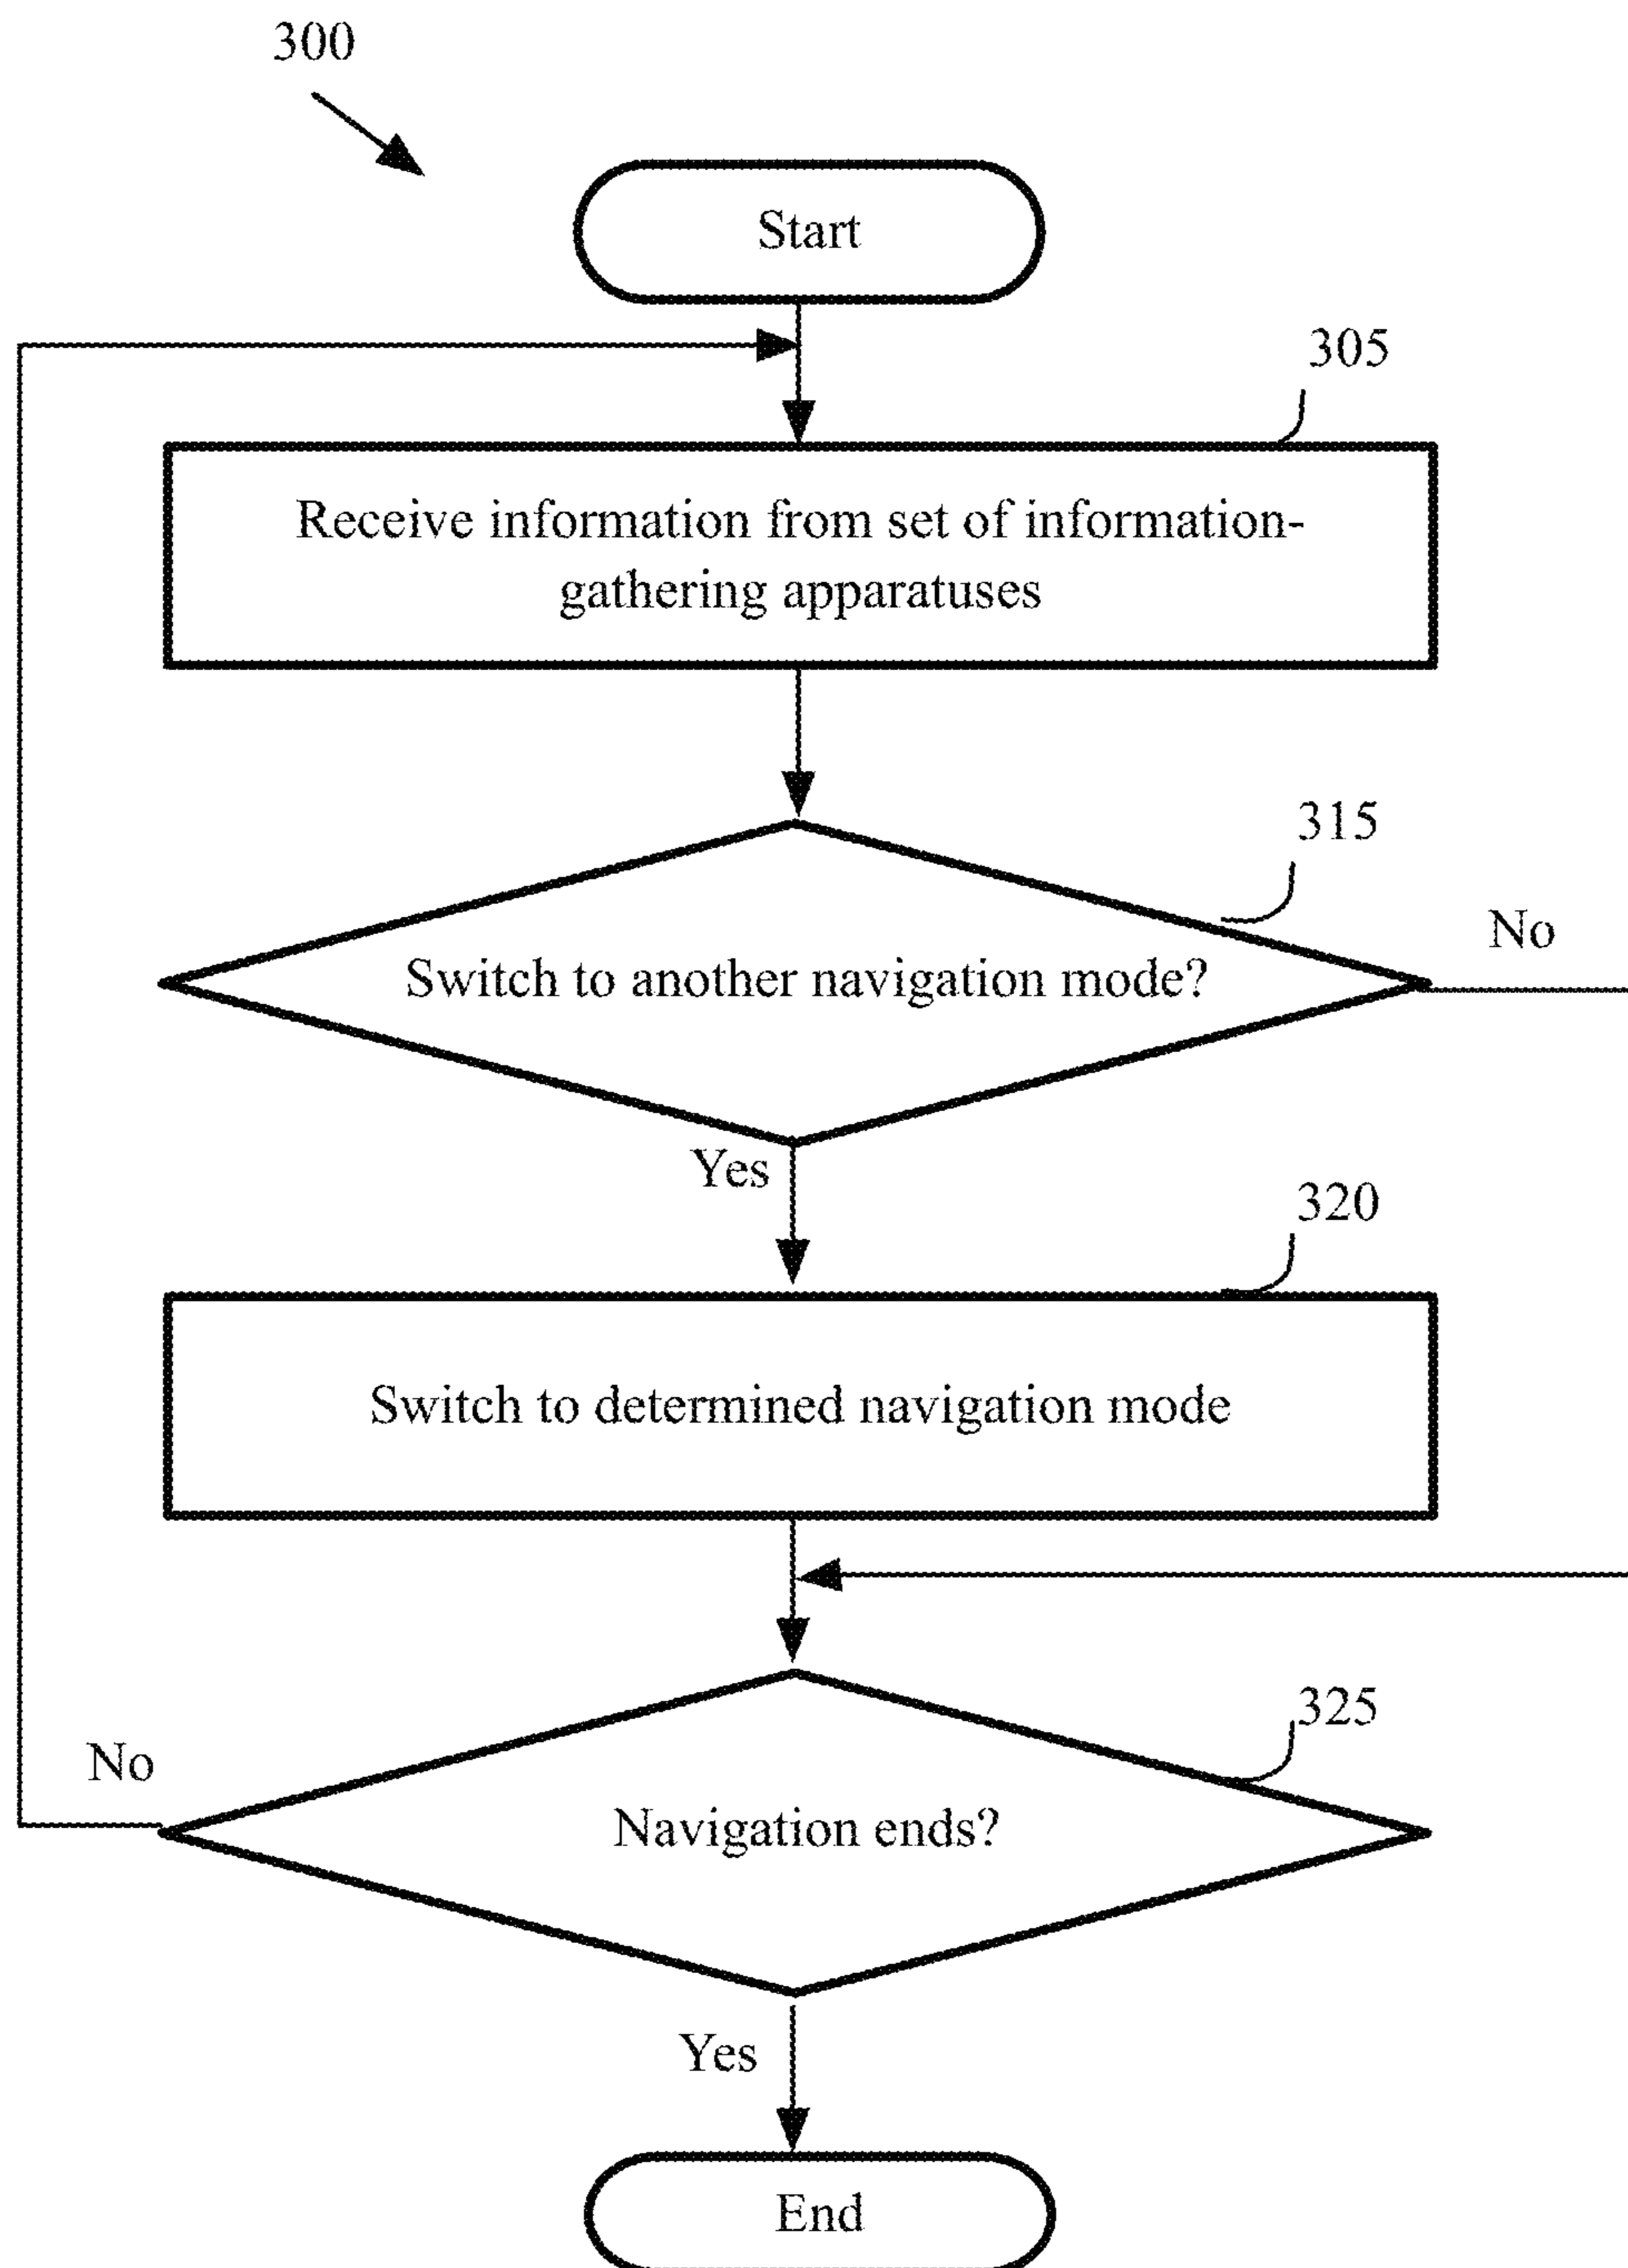 300
Start
305
Receive information from set of information-
gathering apparatuses
315
Switch to another navigation mode?
No
Yes
320
Switch to determined navigation mode
325
No
Navigation ends?
Yes
End